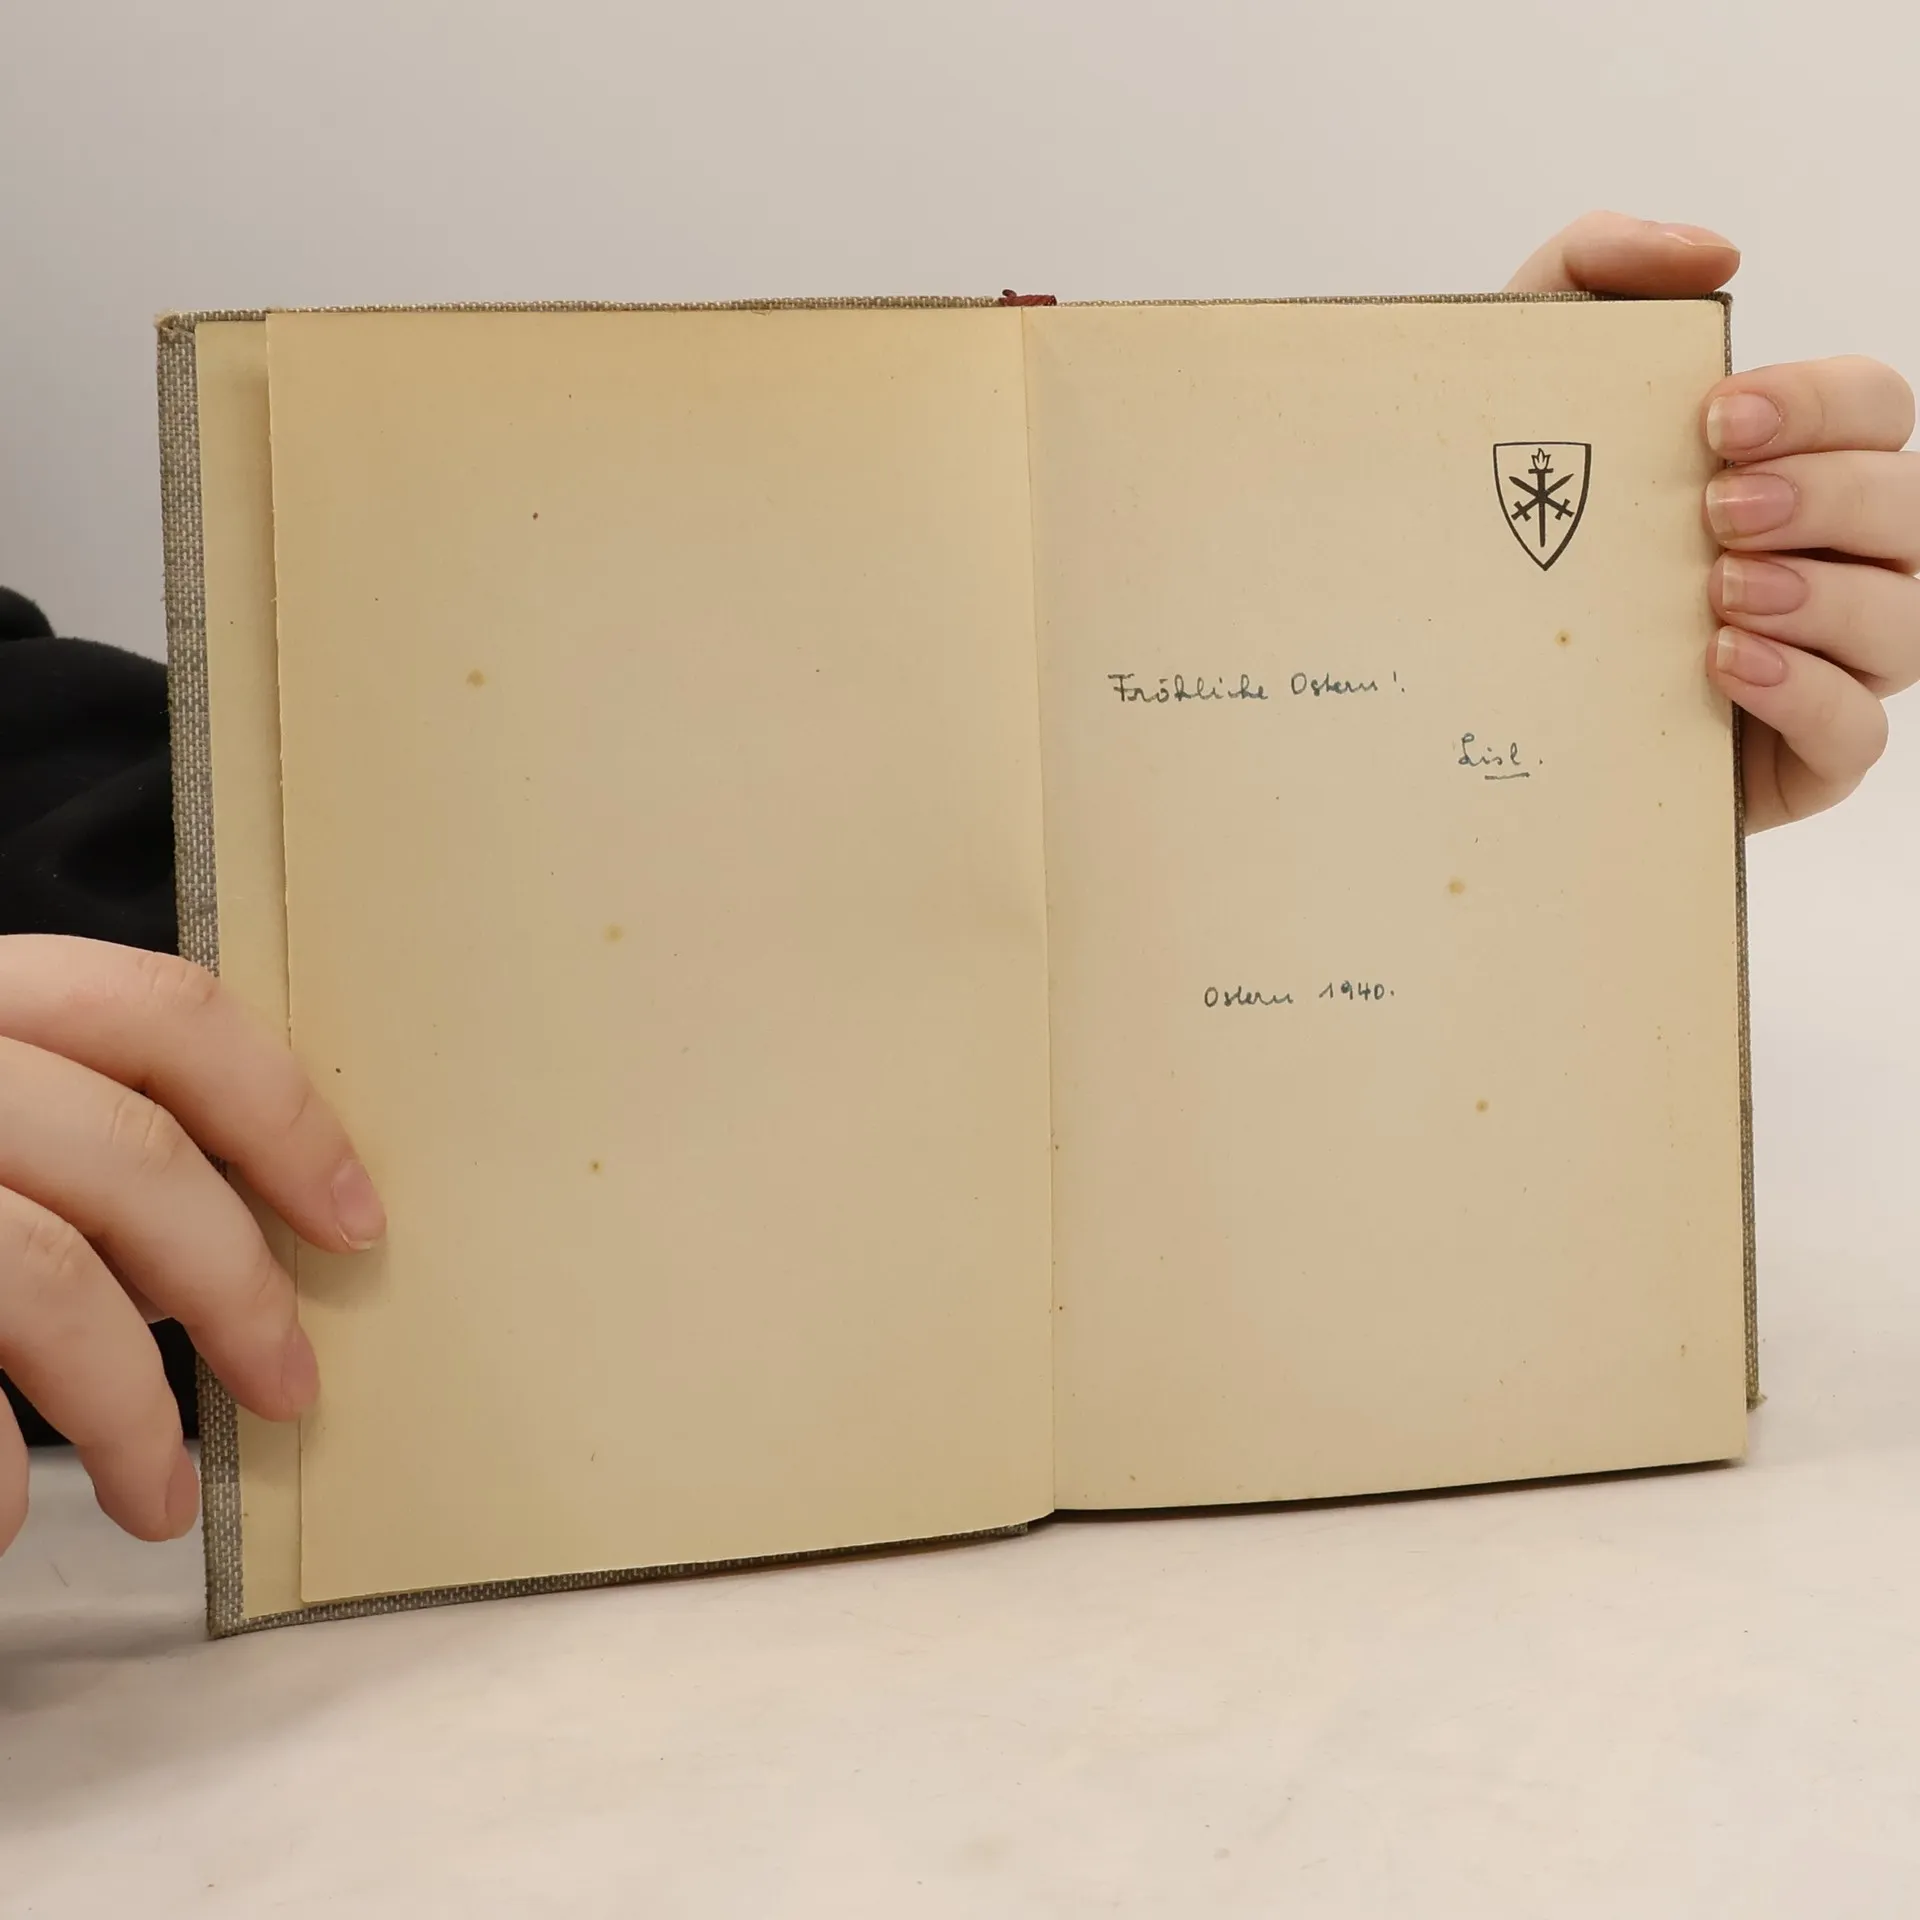 Fröhliche Ostern!
Lisl.
Ostern 1940.